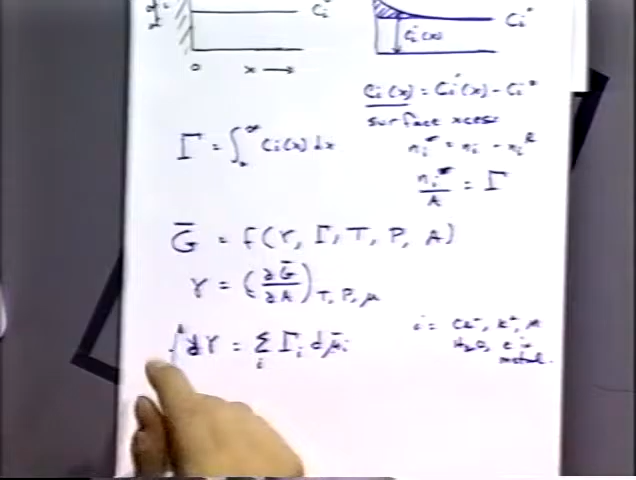 Ci Ci°
Ci'(x)
0 x →
Ci(x) = Ci'(x) - Ci°
surface xcess
Γ = ∫₀^∞ Ci(x) dx
nᵢ^σ = nᵢ - nᵢ^R
nᵢ^σ/A = Γ
G̅ = f(γ, Γ, T, P, A)
γ = (∂G̅/∂A)T, P, μ
dγ = Σᵢ Γᵢ dμ̅ᵢ
i = Cl⁻, K⁺, A
H₂O, e in
metal.